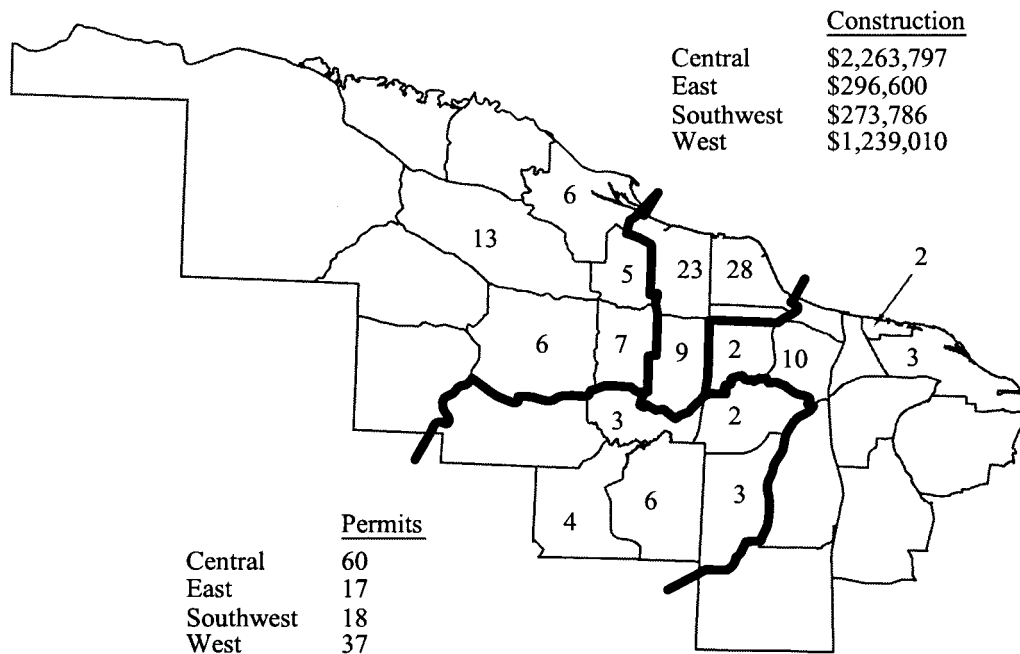 Construction
Central $2,263,797
East $296,600
Southwest $273,786
West $1,239,010
6
13
5
23
28
2
6
7
9
2
10
3
3
2
4
6
3
Permits
Central 60
East 17
Southwest 18
West 37